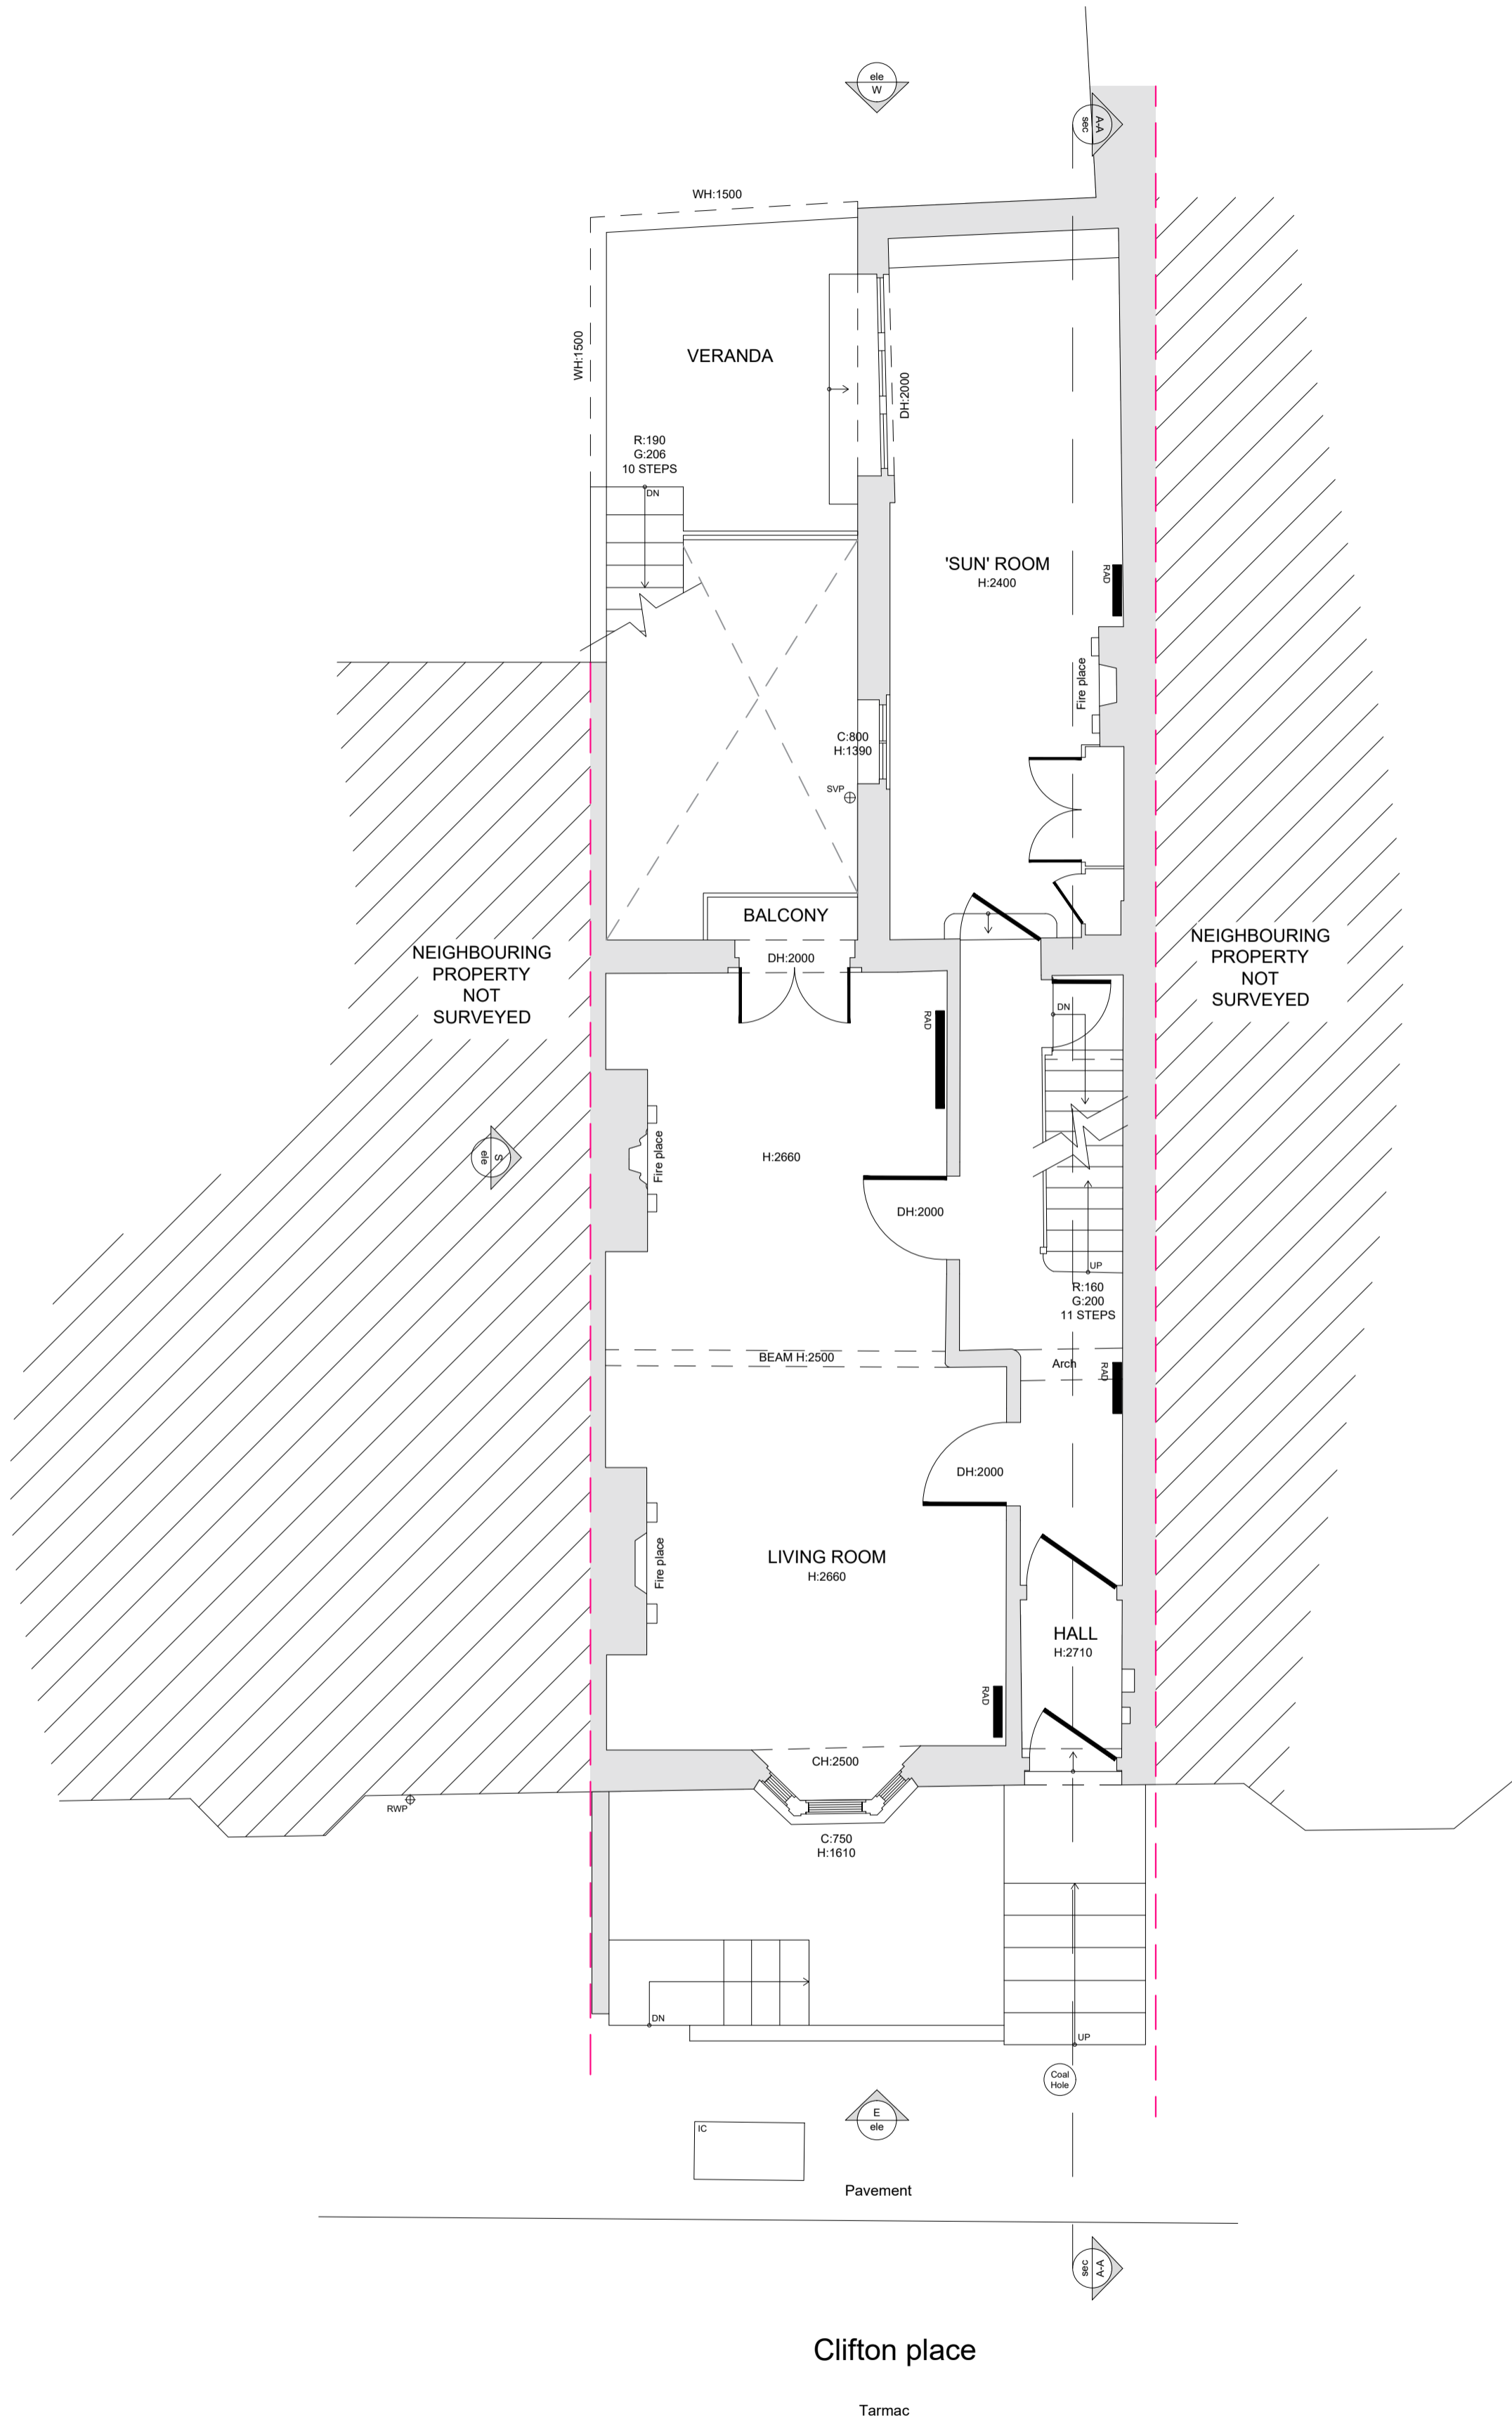 ele
W
A-A
sec
WH:1500
WH:1500
VERANDA
DH:2000
R:190
G:206
10 STEPS
DN
'SUN' ROOM
H:2400
RAD
Fire place
C:800
H:1390
SVP
BALCONY
DH:2000
NEIGHBOURING
PROPERTY
NOT
SURVEYED
NEIGHBOURING
PROPERTY
NOT
SURVEYED
DN
RAD
S
ele
Fire place
H:2660
DH:2000
UP
R:160
G:200
11 STEPS
BEAM H:2500
Arch
RAD
DH:2000
Fire place
LIVING ROOM
H:2660
HALL
H:2710
RAD
CH:2500
RWP
C:750
H:1610
DN
UP
Coal
Hole
E
ele
IC
Pavement
sec
A-A
Clifton place
Tarmac